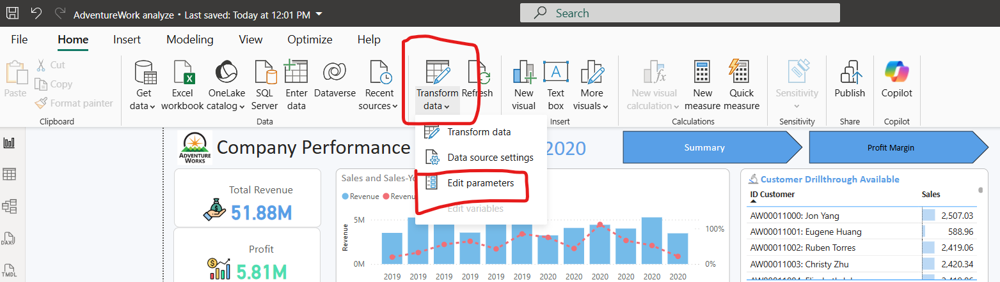 AdventureWork analyze • Last saved: Today at 12:01 PM
Search
File Home Insert Modeling View Optimize Help
Paste
Cut
Copy
Format painter
Clipboard
Get data
Excel workbook
OneLake catalog
SQL Server
Enter data
Dataverse
Recent sources
Data
Transform data
Refresh
New visual
Text box
More visuals
Insert
New visual calculation
New measure
Quick measure
Calculations
Sensitivity
Sensitivity
Publish
Share
Copilot
Copilot
Transform data
Data source settings
Edit parameters
Edit variables
DAX
TMDL
ADVENTURE WORKS
Company Performance
2020
Summary
Profit Margin
Total Revenue
51.88M
Profit
5.81M
Sales and Sales-Yo
Revenue
Revenu
Revenue
5M
0M
100%
0%
2019 2019 2019 2019 2019 2019 2020 2020 2020 2020 2020 2020
Customer Drillthrough Available
ID Customer Sales
AW00011000: Jon Yang 2,507.03
AW00011001: Eugene Huang 588.96
AW00011002: Ruben Torres 2,419.06
AW00011003: Christy Zhu 2,420.34